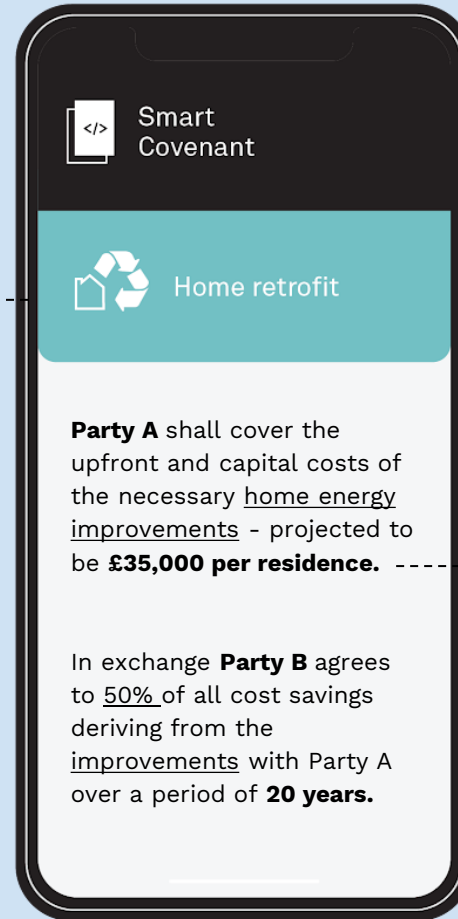 </>
Smart
Covenant
Home retrofit
Party A shall cover the
upfront and capital costs of
the necessary home energy
improvements - projected to
be £35,000 per residence.
In exchange Party B agrees
to 50% of all cost savings
deriving from the
improvements with Party A
over a period of 20 years.